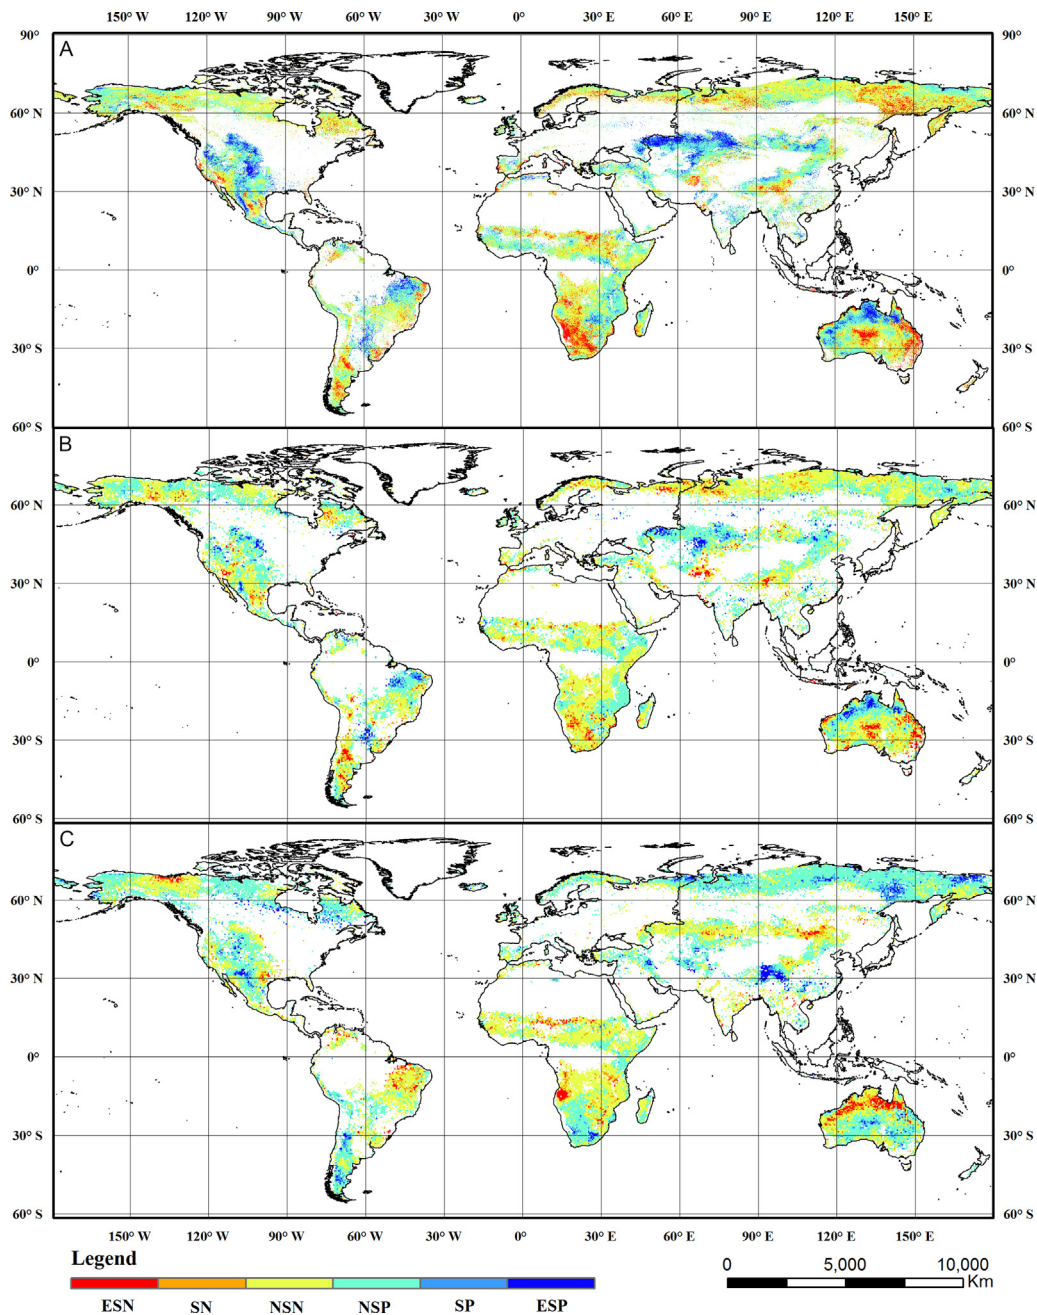 150° W 120° W 90° W 60° W 30° W 0° 30° E 60° E 90° E 120° E 150° E
90° 90°
A
60° N 60° N
30° N 30° N
0° 0°
30° S 30° S
60° S 60° S
B
60° N 60° N
30° N 30° N
0° 0°
30° S 30° S
60° S 60° S
C
60° N 60° N
30° N 30° N
0° 0°
30° S 30° S
60° S 60° S
150° W 120° W 90° W 60° W 30° W 0° 30° E 60° E 90° E 120° E 150° E
Legend
ESN SN NSN NSP SP ESP
0 5,000 10,000
Km